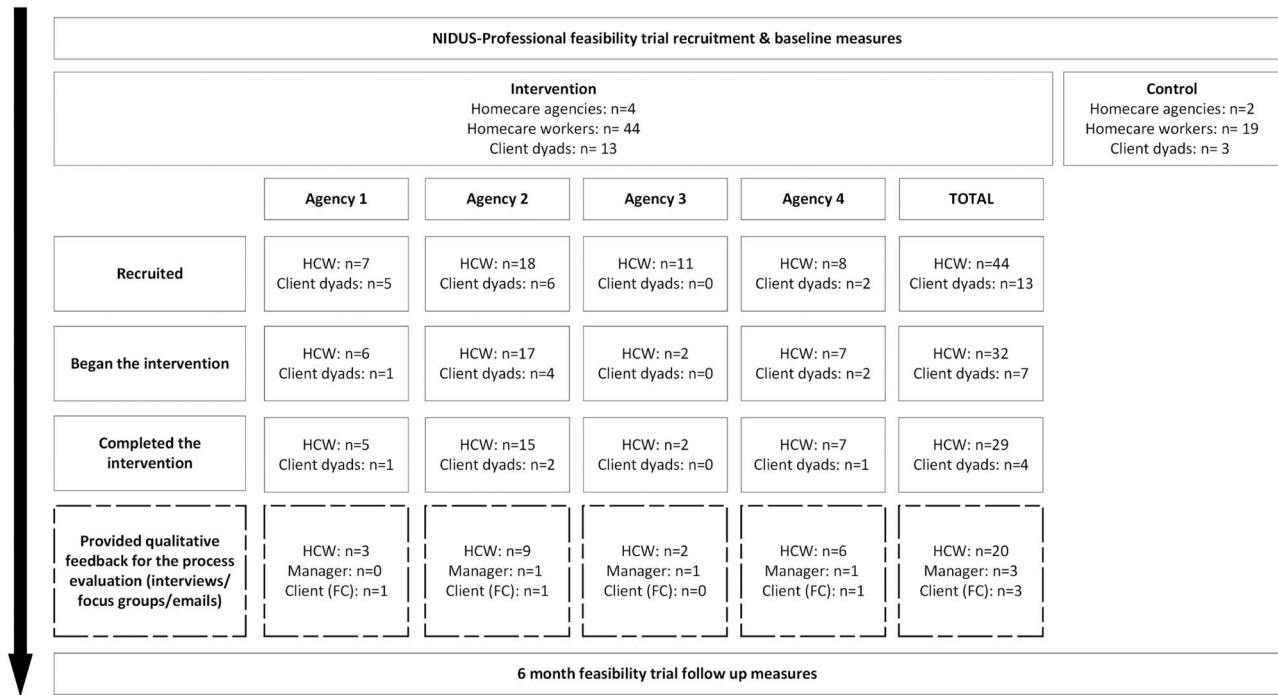 NIDUS-Professional feasibility trial recruitment & baseline measures
Intervention
Homecare agencies: n=4
Homecare workers: n= 44
Client dyads: n= 13
Control
Homecare agencies: n=2
Homecare workers: n= 19
Client dyads: n= 3
Agency 1
Agency 2
Agency 3
Agency 4
TOTAL
Recruited
HCW: n=7
Client dyads: n=5
HCW: n=18
Client dyads: n=6
HCW: n=11
Client dyads: n=0
HCW: n=8
Client dyads: n=2
HCW: n=44
Client dyads: n=13
Began the intervention
HCW: n=6
Client dyads: n=1
HCW: n=17
Client dyads: n=4
HCW: n=2
Client dyads: n=0
HCW: n=7
Client dyads: n=2
HCW: n=32
Client dyads: n=7
Completed the
intervention
HCW: n=5
Client dyads: n=1
HCW: n=15
Client dyads: n=2
HCW: n=2
Client dyads: n=0
HCW: n=7
Client dyads: n=1
HCW: n=29
Client dyads: n=4
Provided qualitative
feedback for the process
evaluation (interviews/
focus groups/emails)
HCW: n=3
Manager: n=0
Client (FC): n=1
HCW: n=9
Manager: n=1
Client (FC): n=1
HCW: n=2
Manager: n=1
Client (FC): n=0
HCW: n=6
Manager: n=1
Client (FC): n=1
HCW: n=20
Manager: n=3
Client (FC): n=3
6 month feasibility trial follow up measures